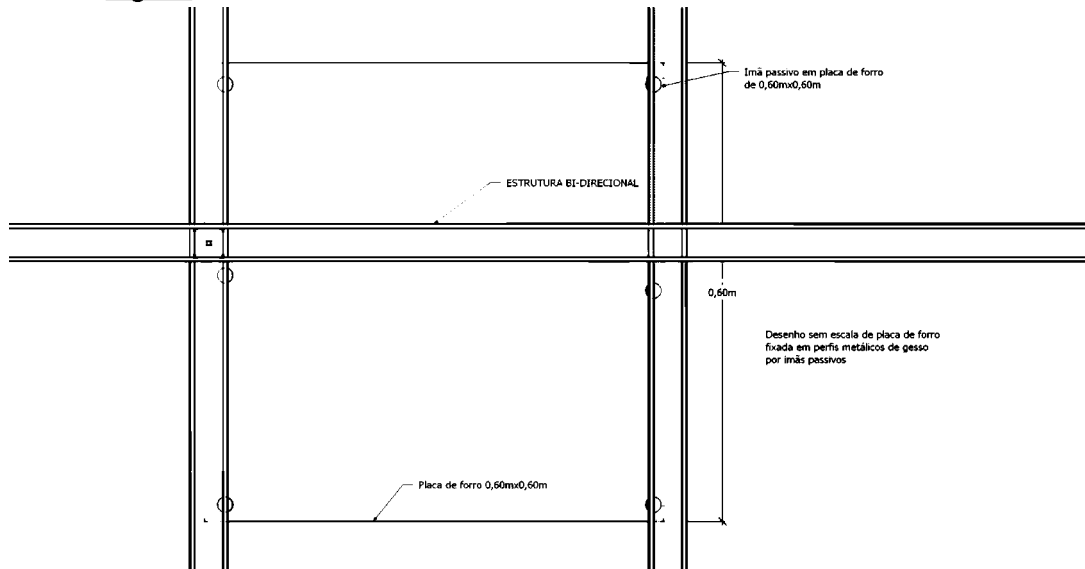 Imã passivo em placa de forro
de 0,60mx0,60m
ESTRUTURA BI-DIRECIONAL
0,60m
Desenho sem escala de placa de forro
fixada em perfis metálicos de gesso
por imãs passivos
Placa de forro 0,60mx0,60m